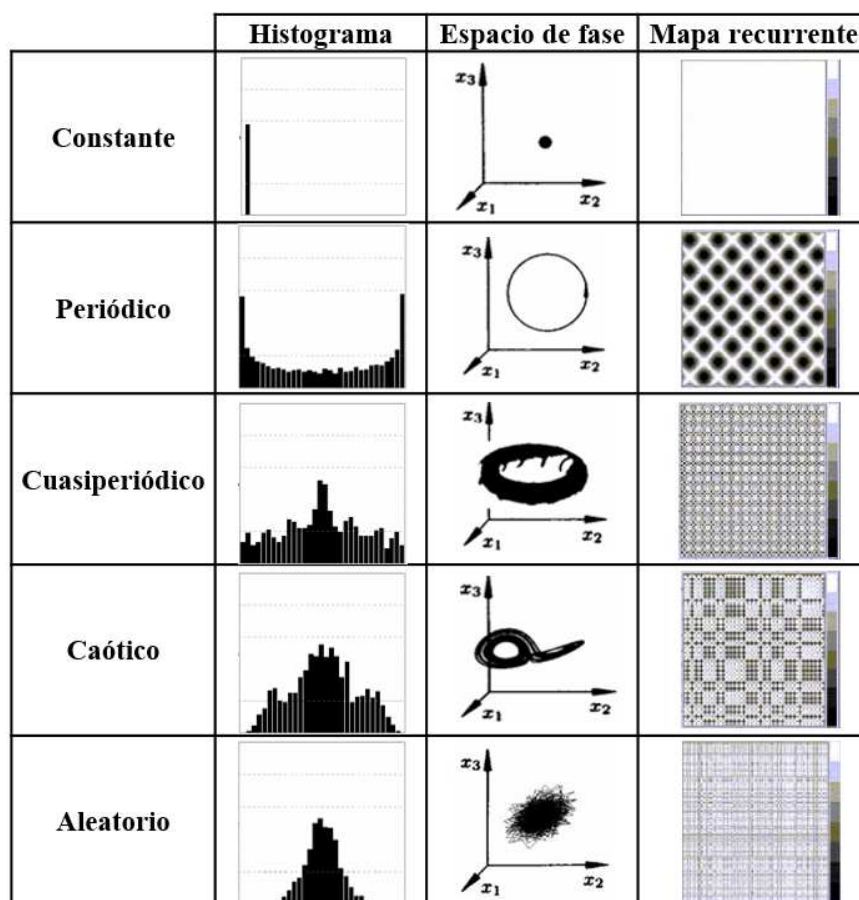 Histograma Espacio de fase Mapa recurrente
Constante
x3
x1
x2
Periódico
x3
x1
x2
Cuasiperiódico
x3
x1
x2
Caótico
x3
x1
x2
Aleatorio
x3
x1
x2